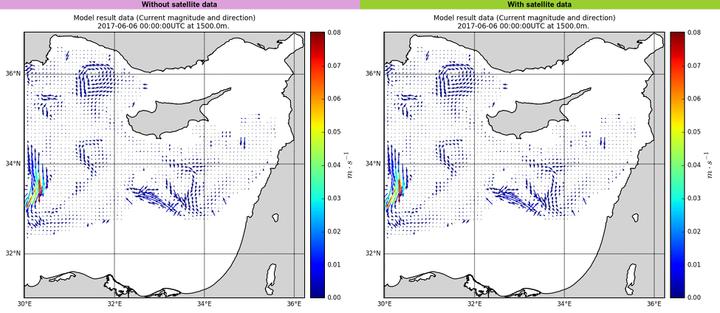 Without satellite data
With satellite data
Model result data (Current magnitude and direction)
2017-06-06 00:00:00UTC at 1500.0m.
36°N
34°N
32°N
30°E
32°E
34°E
36°E
0.08
0.07
0.06
0.05
0.04
0.03
0.02
0.01
0.00
m · s⁻¹
Model result data (Current magnitude and direction)
2017-06-06 00:00:00UTC at 1500.0m.
36°N
34°N
32°N
30°E
32°E
34°E
36°E
0.08
0.07
0.06
0.05
0.04
0.03
0.02
0.01
0.00
m · s⁻¹